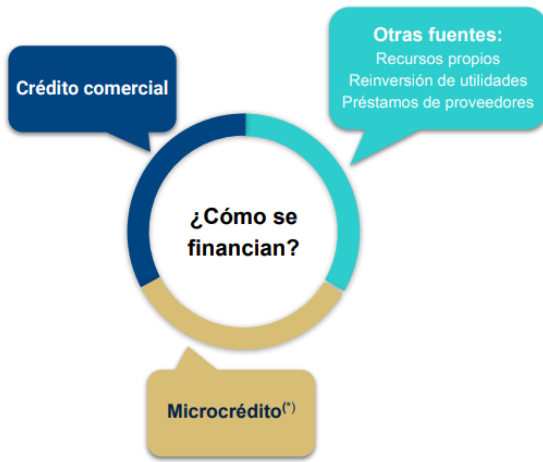 Otras fuentes:
Recursos propios
Reinversión de utilidades
Préstamos de proveedores
Crédito comercial
¿Cómo se
financian?
Microcrédito(*)